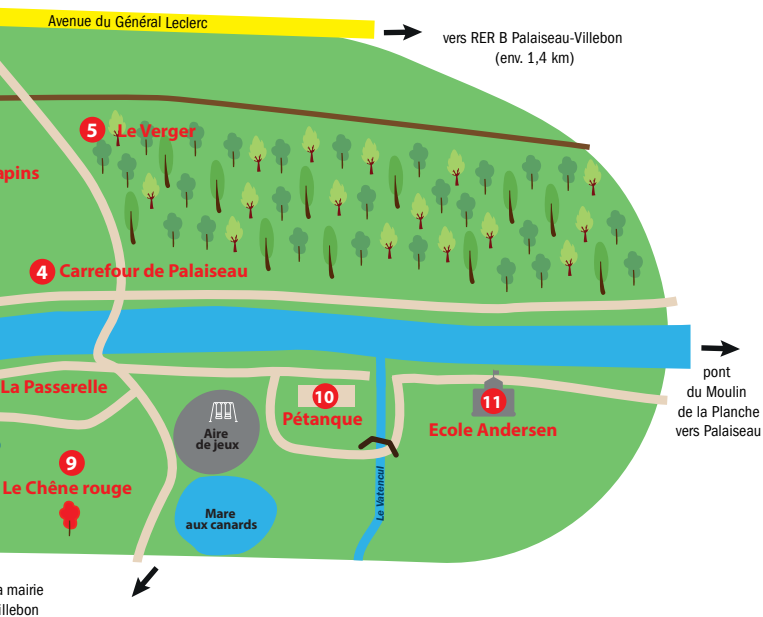 Avenue du Général Leclerc
vers RER B Palaiseau-Villebon
(env. 1,4 km)
5 Le Verger
apins
4 Carrefour de Palaiseau
pont
du Moulin
de la Planche
vers Palaiseau
La Passerelle
10
Pétanque
11
Ecole Andersen
Aire
de jeux
9
Le Chêne rouge
Le Vatencul
Mare
aux canards
a mairie
illebon